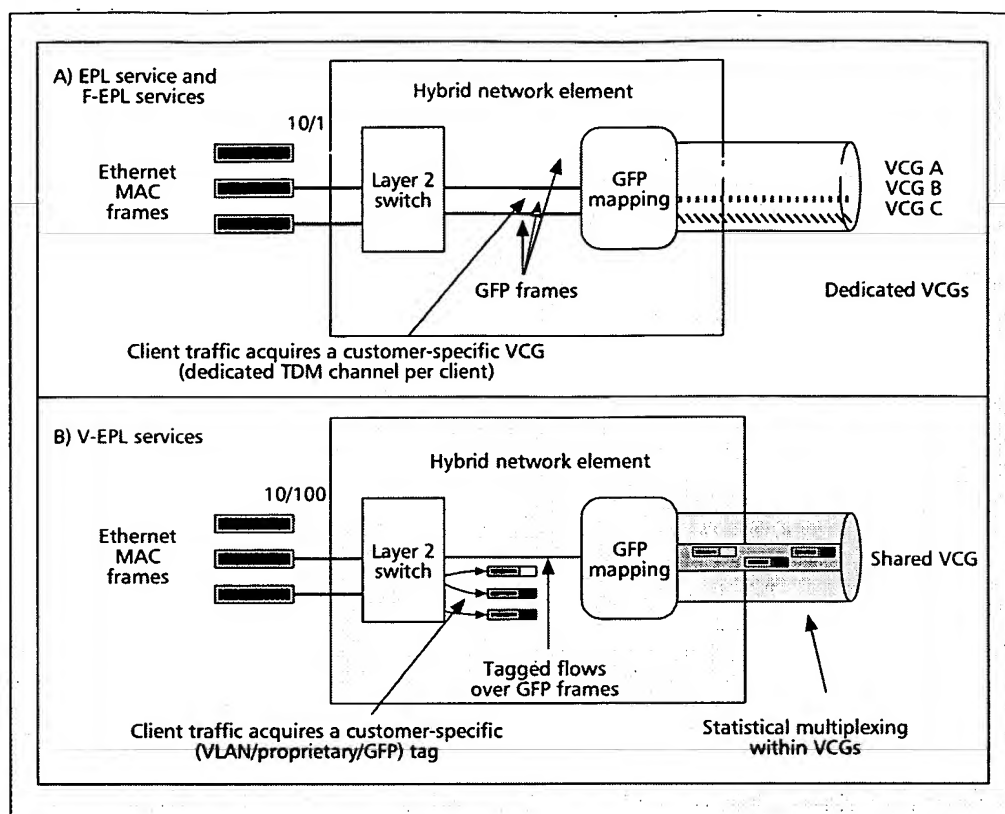 A) EPL service and
F-EPL services
Hybrid network element
10/1
Ethernet
MAC
frames
Layer 2
switch
GFP
mapping
VCG A
VCG B
VCG C
GFP frames
Dedicated VCGs
Client traffic acquires a customer-specific VCG
(dedicated TDM channel per client)
B) V-EPL services
Hybrid network element
10/100
Ethernet
MAC
frames
Layer 2
switch
GFP
mapping
Shared VCG
Tagged flows
over GFP frames
Client traffic acquires a customer-specific
(VLAN/proprietary/GFP) tag
Statistical multiplexing
within VCGs